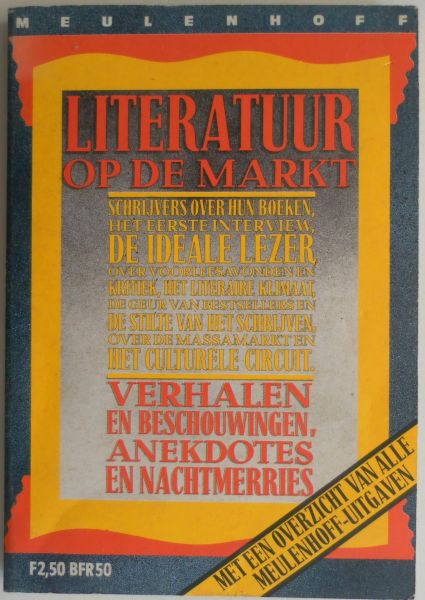 MEULENHOFF
LITERATUUR
OP DE MARKT
SCHRIJVERS OVER HUN BOEKEN,
HET EERSTE INTERVIEW,
DE IDEALE LEZER,
OVER VOORLEESAVONDEN EN
KRITIEK, HET LITERAIRE KLIMAAT,
DE GEUR VAN BESTSELLERS EN
DE STILTE VAN HET SCHRIJVEN,
OVER DE MASSAMARKT EN
HET CULTURELE CIRCUIT.
VERHALEN
EN BESCHOUWINGEN,
ANEKDOTES
EN NACHTMERRIES
MET EEN OVERZICHT VAN ALLE
MEULENHOFF-UITGAVEN
F2,50 BFR50